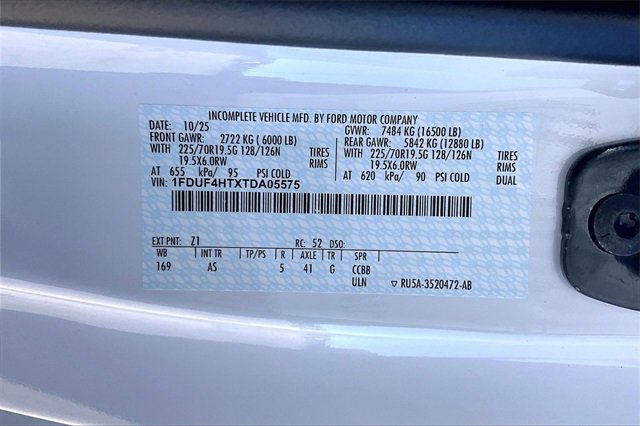 INCOMPLETE VEHICLE MFD. BY FORD MOTOR COMPANY
DATE: 10/25 GVWR: 7484 KG (16500 LB)
FRONT GAWR: 2722 KG ( 6000 LB) REAR GAWR: 5842 KG (12880 LB)
WITH 225/70R19.5G 128/126N TIRES WITH 225/70R19.5G 128/126N TIRES
19.5X6.0RW RIMS 19.5X6.0RW RIMS
AT 655 kPa/ 95 PSI COLD AT 620 kPa/ 90 PSI COLD DUAL
VIN: 1FDUF4HTXTDA05575
EXT PNT: Z1 RC: 52 DSO:
WB INT TR TP/PS R AXLE TR SPR
169 AS 5 41 G CCBB
ULN RU5A-3520472-AB